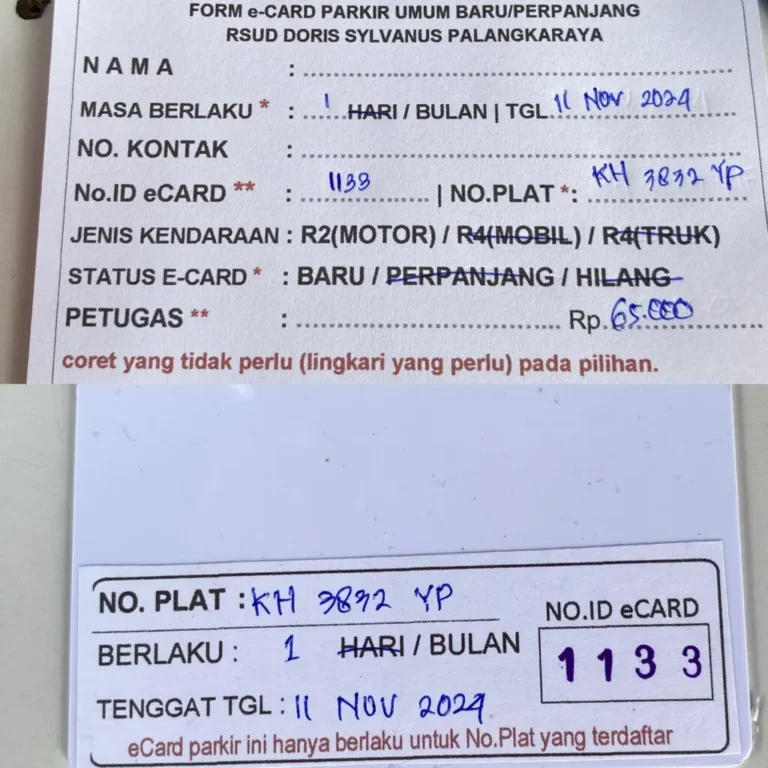 FORM e-CARD PARKIR UMUM BARU/PERPANJANG
RSUD DORIS SYLVANUS PALANGKARAYA
NAMA : ........................................
MASA BERLAKU * : ....1....HARI / BULAN | TGL.11 NOV 2024
NO. KONTAK : ........................................
No.ID eCARD ** : ....1133.... | NO.PLAT *: KH 3832 YP
JENIS KENDARAAN : R2(MOTOR) / R4(MOBIL) / R4(TRUK)
STATUS E-CARD * : BARU / PERPANJANG / HILANG
PETUGAS ** : ........................ Rp.65.000
coret yang tidak perlu (lingkari yang perlu) pada pilihan.
NO. PLAT : KH 3832 YP
NO.ID eCARD
BERLAKU : 1 HARI / BULAN
1133
TENGGAT TGL : 11 NOV 2024
eCard parkir ini hanya berlaku untuk No.Plat yang terdaftar